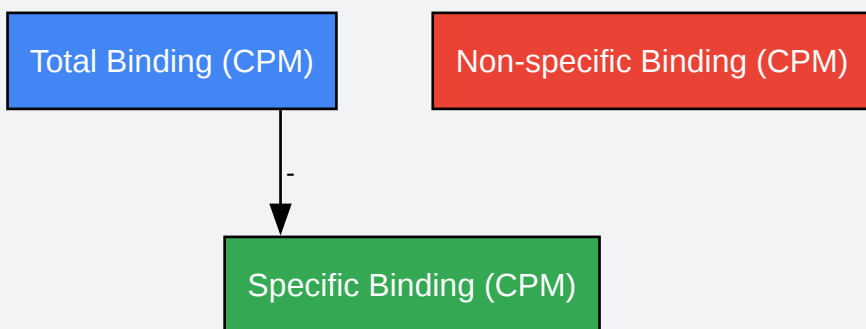 Total Binding (CPM)
Non-specific Binding (CPM)
-
Specific Binding (CPM)